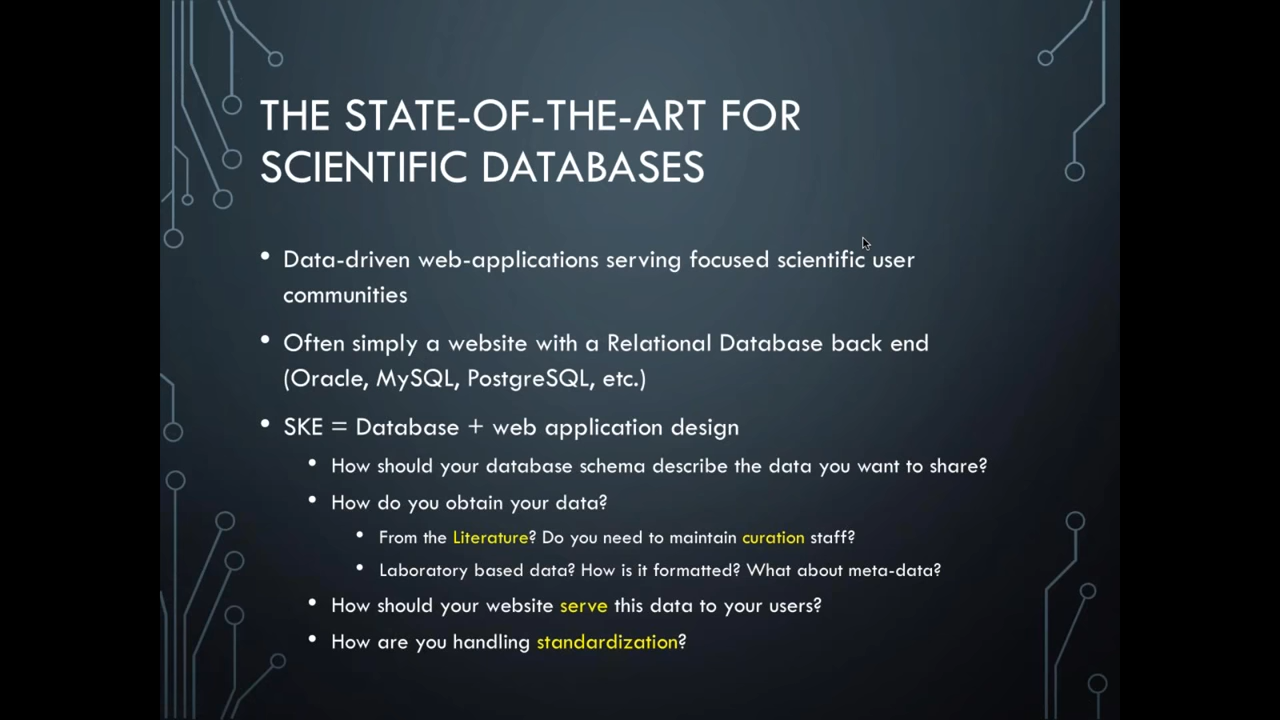 THE STATE-OF-THE-ART FOR
SCIENTIFIC DATABASES
• Data-driven web-applications serving focused scientific user
communities
• Often simply a website with a Relational Database back end
(Oracle, MySQL, PostgreSQL, etc.)
• SKE = Database + web application design
• How should your database schema describe the data you want to share?
• How do you obtain your data?
• From the Literature? Do you need to maintain curation staff?
• Laboratory based data? How is it formatted? What about meta-data?
• How should your website serve this data to your users?
• How are you handling standardization?